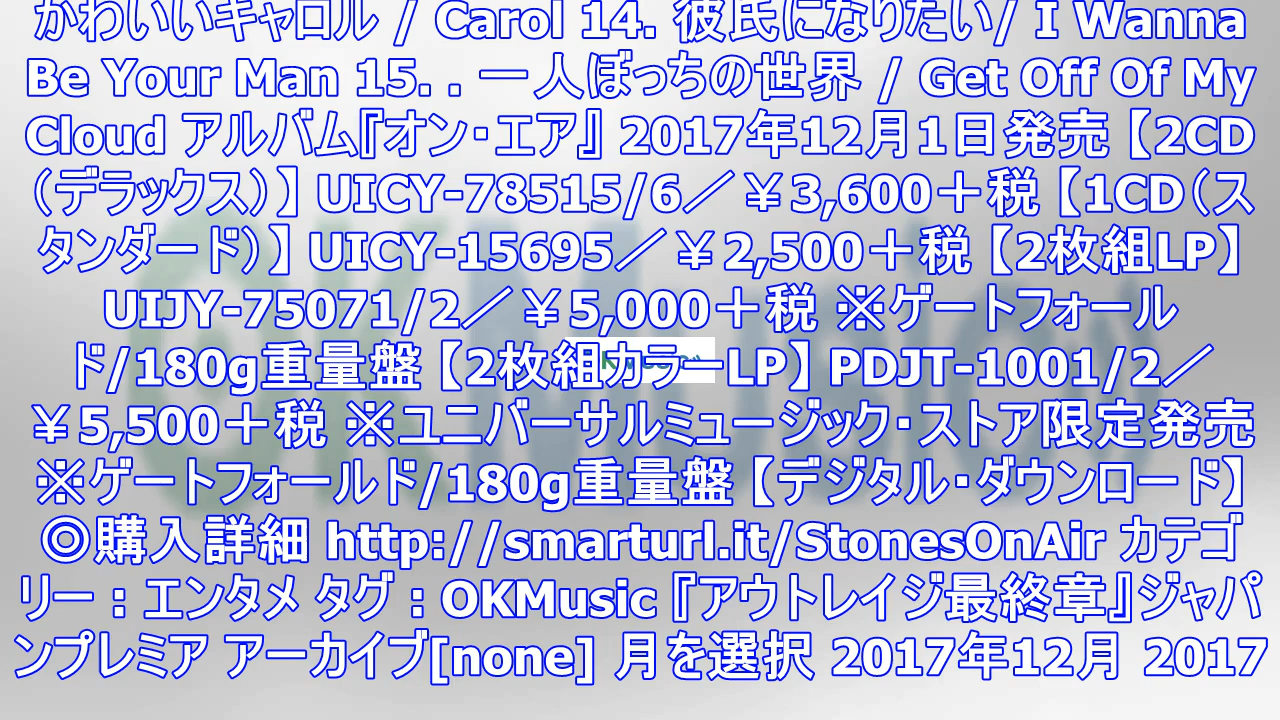 かわいいキャロル / Carol 14. 彼氏になりたい/ I Wanna
Be Your Man 15. . 一人ぼっちの世界 / Get Off Of My
Cloud アルバム『オン・エア』 2017年12月1日発売 【2CD
（デラックス）】 UICY-78515/6／￥3,600＋税 【1CD（ス
タンダード）】 UICY-15695／￥2,500＋税 【2枚組LP】
UIJY-75071/2／￥5,000＋税 ※ゲートフォール
ド/180g重量盤 【2枚組カラーLP】 PDJT-1001/2／
￥5,500＋税 ※ユニバーサルミュージック・ストア限定発売
※ゲートフォールド/180g重量盤 【デジタル・ダウンロード】
◎購入詳細 http://smarturl.it/StonesOnAir カテゴ
リー : エンタメ タグ : OKMusic 『アウトレイジ最終章』ジャパ
ンプレミア アーカイブ[none] 月を選択 2017年12月 2017
OKMusic